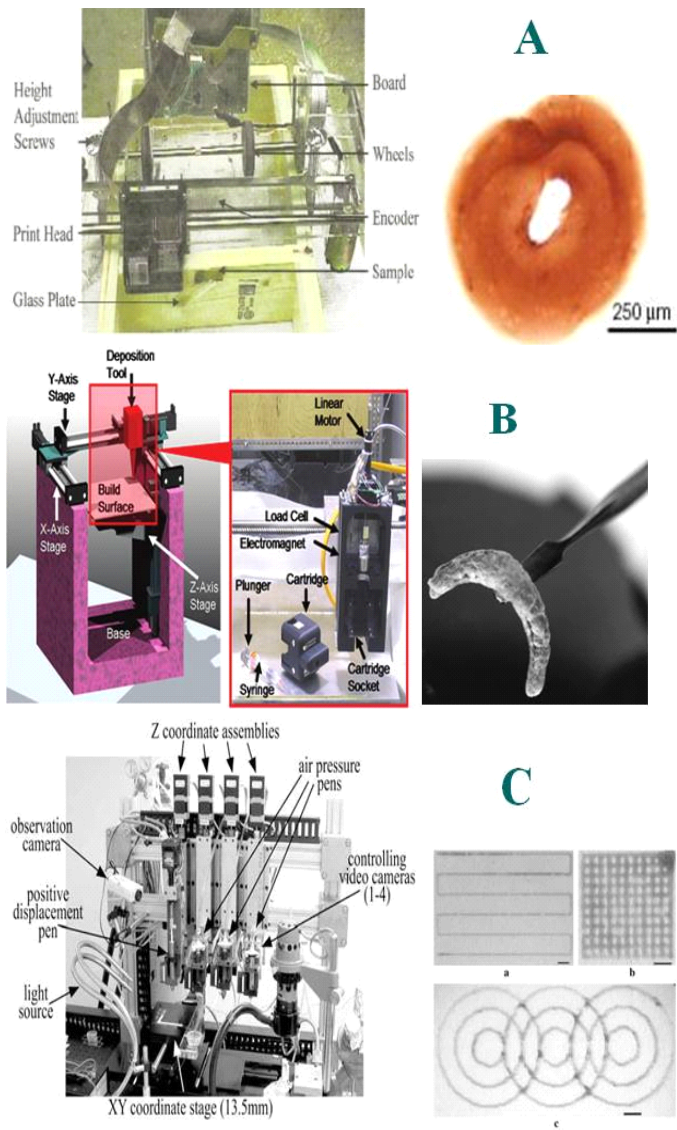 A
Height
Adjustment
Screws
Print Head
Glass Plate
Board
Wheels
Encoder
Sample
250 µm
B
Deposition
Tool
Y-Axis
Stage
Build
Surface
X-Axis
Stage
Z-Axis
Stage
Base
Linear
Motor
Load Cell
Electromagnet
Plunger
Cartridge
Syringe
Cartridge
Socket
C
Z coordinate assemblies
air pressure
pens
observation
camera
controlling
video cameras
(1-4)
positive
displacement
pen
light
source
XY coordinate stage (13.5mm)
a
b
c